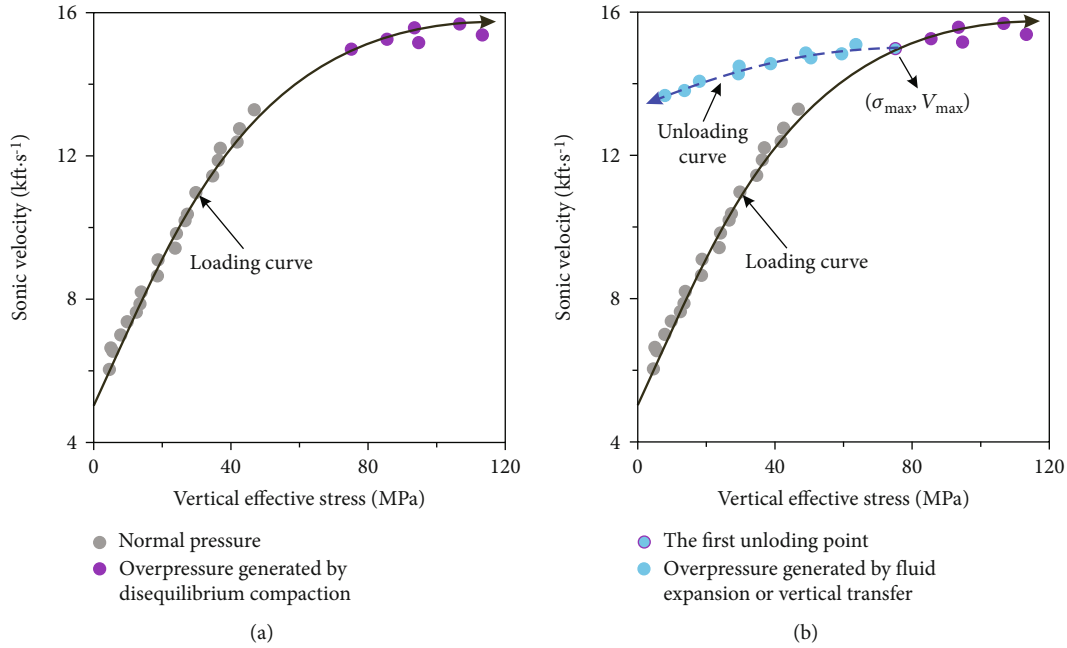 16
12
8
4
Sonic velocity (kft·s⁻¹)
Loading curve
0
40
80
120
Vertical effective stress (MPa)
Normal pressure
Overpressure generated by
disequilibrium compaction
(a)
16
12
8
4
Sonic velocity (kft·s⁻¹)
Unloading
curve
(σmax, Vmax)
Loading curve
0
40
80
120
Vertical effective stress (MPa)
The first unloding point
Overpressure generated by fluid
expansion or vertical transfer
(b)